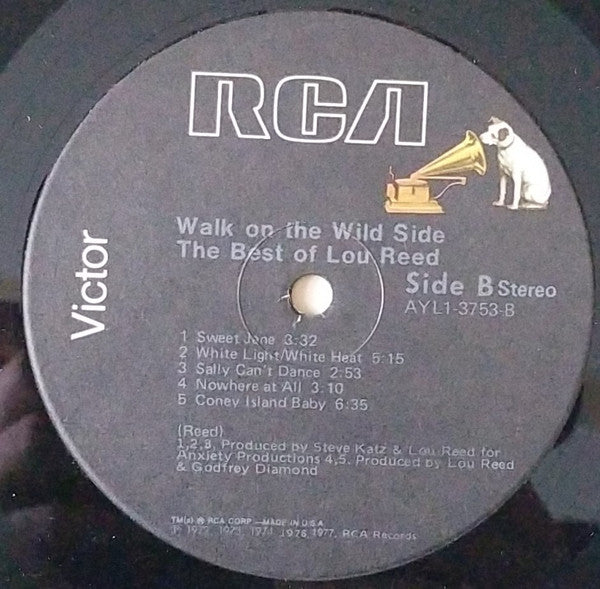 RCA
Victor
Walk on the Wild Side
The Best of Lou Reed
Side B Stereo
AYL1-3753-B
1 Sweet Jane 3:32
2 White Light/White Heat 5:15
3 Sally Can't Dance 2:53
4 Nowhere at All 3:10
5 Coney Island Baby 6:35
(Reed)
1,2,3, Produced by Steve Katz & Lou Reed for
Anxiety Productions 4,5, Produced by Lou Reed
& Godfrey Diamond
TM(s) ® RCA CORP.—MADE IN U.S.A.
1976, 1977, RCA Records